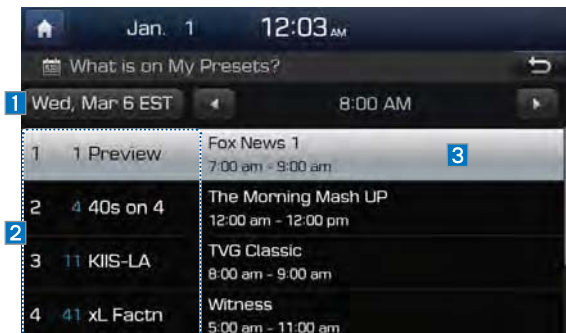 Jan. 1 12:03 AM
What is on My Presets?
1 Wed, Mar 6 EST 8:00 AM
1 1 Preview Fox News 1 3
7:00 am - 9:00 am
2 4 40s on 4 The Morning Mash UP
12:00 am - 12:00 pm
2
3 11 KIIS-LA TVG Classic
8:00 am - 9:00 am
4 41 xL Factn Witness
5:00 am - 11:00 am